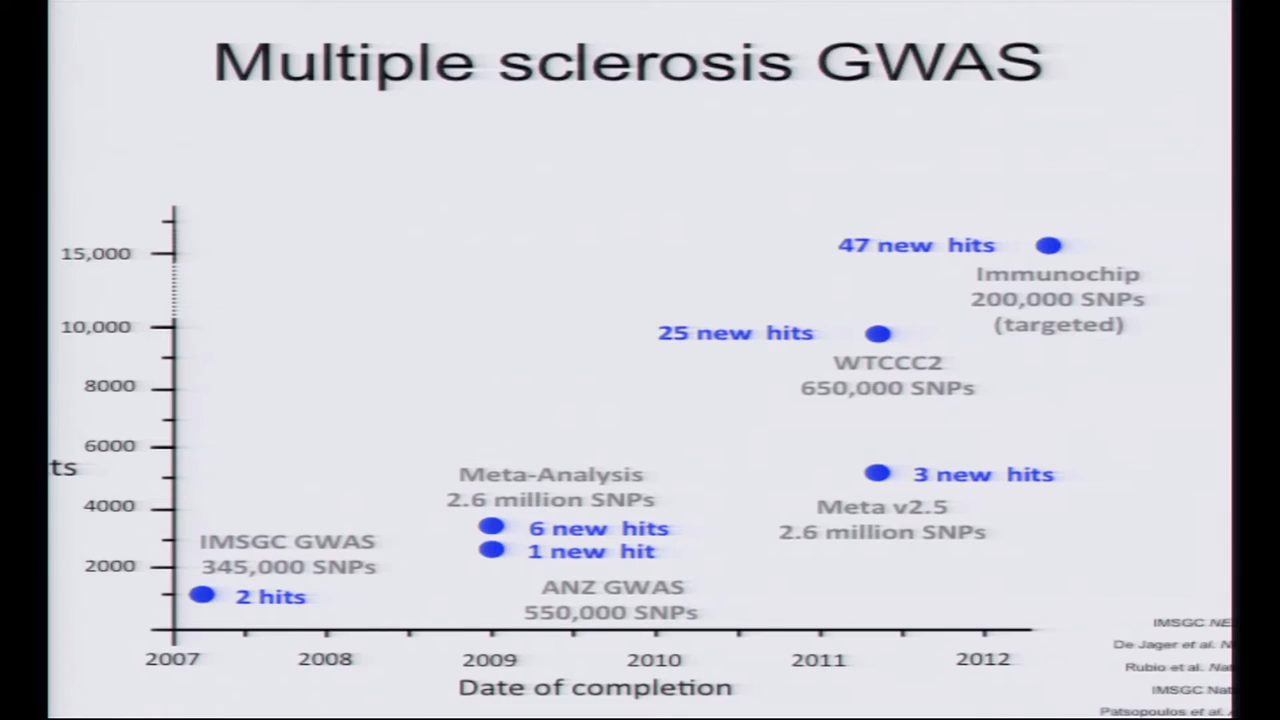 Multiple sclerosis GWAS
15,000
10,000
8000
6000
4000
2000
47 new hits
Immunochip
200,000 SNPs
(targeted)
25 new hits
WTCCC2
650,000 SNPs
Meta-Analysis
2.6 million SNPs
6 new hits
1 new hit
ANZ GWAS
550,000 SNPs
3 new hits
Meta v2.5
2.6 million SNPs
IMSGC GWAS
345,000 SNPs
2 hits
2007 2008 2009 2010 2011 2012
Date of completion
IMSGC
De Jager et al.
Rubio et al.
IMSGC
Patsopoulos et al.